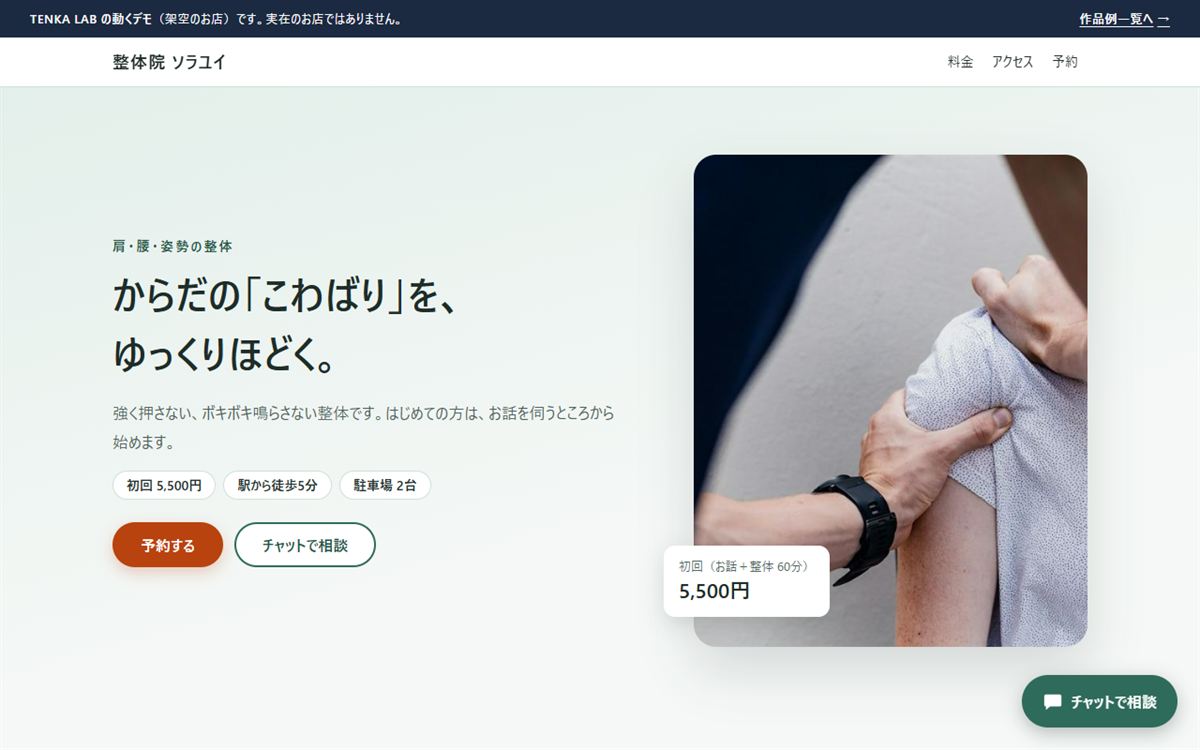 TENKA LAB の動くデモ（架空のお店）です。実在のお店ではありません。
作品例一覧へ →
整体院 ソラユイ
料金 アクセス 予約
肩・腰・姿勢の整体
からだの「こわばり」を、
ゆっくりほどく。
強く押さない、ボキボキ鳴らさない整体です。はじめての方は、お話を伺うところから
始めます。
初回 5,500円 駅から徒歩5分 駐車場 2台
予約する チャットで相談
初回（お話＋整体 60分）
5,500円
チャットで相談